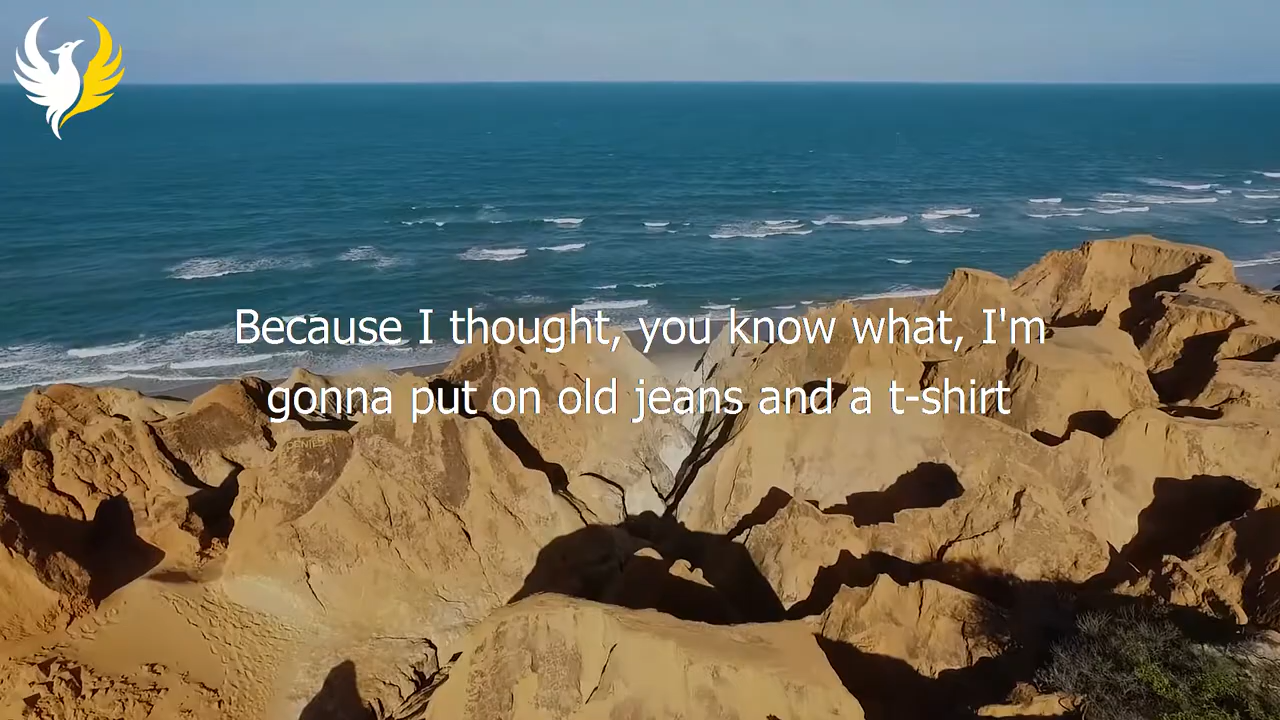 Because I thought, you know what, I'm
gonna put on old jeans and a t-shirt